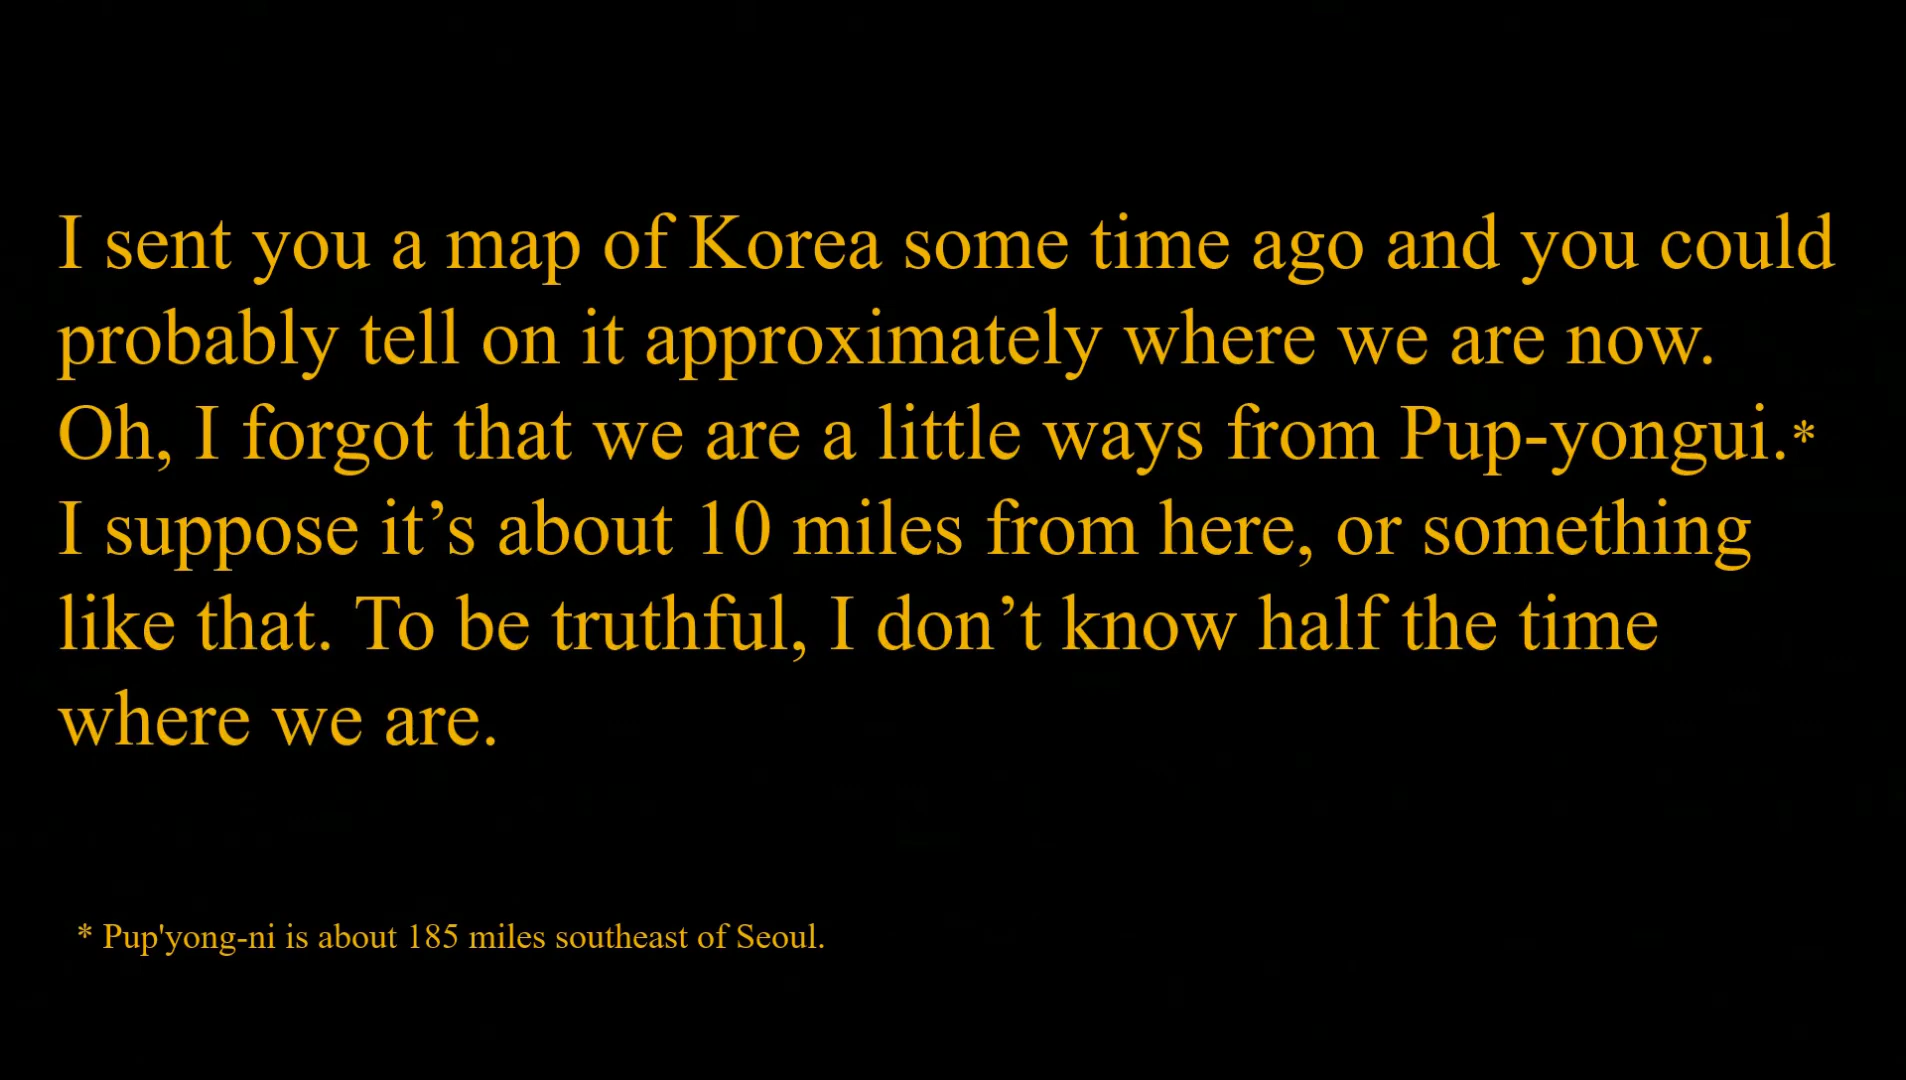 I sent you a map of Korea some time ago and you could
probably tell on it approximately where we are now.
Oh, I forgot that we are a little ways from Pup-yongui.*
I suppose it’s about 10 miles from here, or something
like that. To be truthful, I don’t know half the time
where we are.
* Pup'yong-ni is about 185 miles southeast of Seoul.